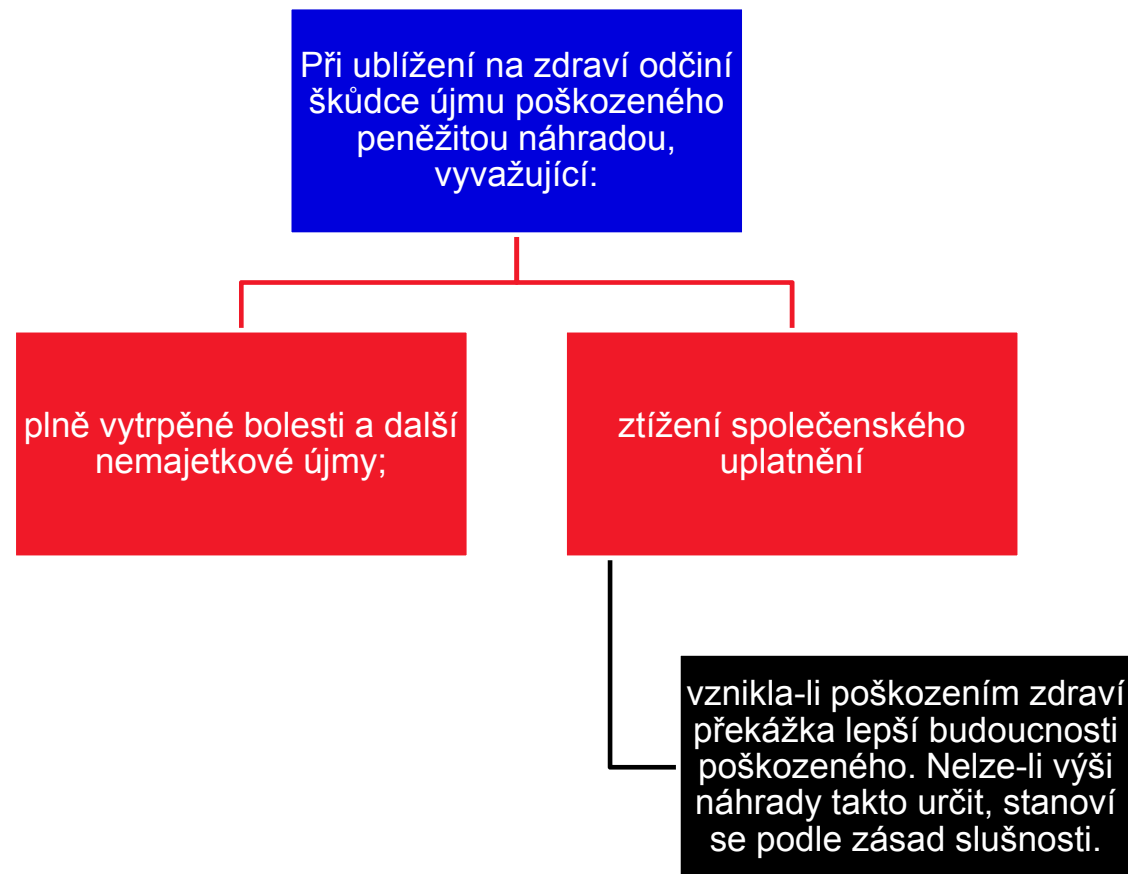 Při ublížení na zdraví odčiní
škůdce újmu poškozeného
peněžitou náhradou,
vyvažující:
plně vytrpěné bolesti a další
nemajetkové újmy;
ztížení společenského
uplatnění
vznikla-li poškozením zdraví
překážka lepší budoucnosti
poškozeného. Nelze-li výši
náhrady takto určit, stanoví
se podle zásad slušnosti.